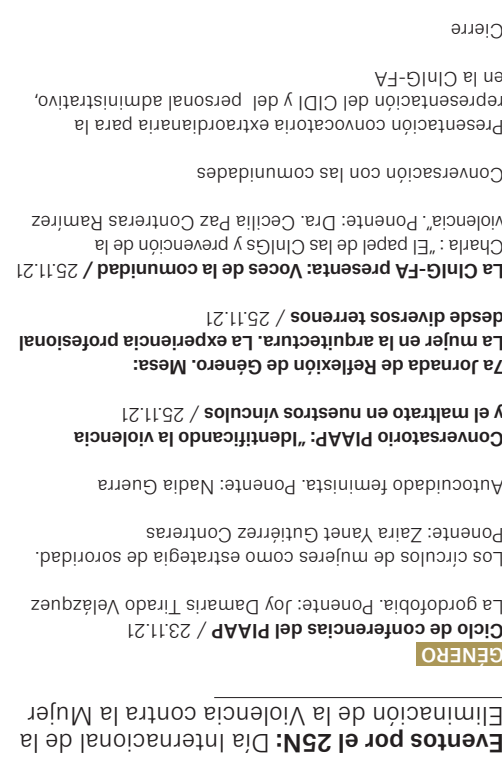 Eventos por el 25N: Día Internacional de la
Eliminación de la Violencia contra la Mujer
GÉNERO
Ciclo de conferencias del PIAAP / 23.11.21
La gordofobia. Ponente: Joy Damaris Tirado Velázquez
Los círculos de mujeres como estrategia de sororidad.
Ponente: Zaira Yanet Gutiérrez Contreras
Autocuidado feminista. Ponente: Nadia Guerra
Conversatorio PIAAP: "Identificando la violencia
y el maltrato en nuestros vínculos / 25.11.21
7a Jornada de Reflexión de Género. Mesa:
La mujer en la arquitectura. La experiencia profesional
desde diversos terrenos / 25.11.21
La CInIG-FA presenta: Voces de la comunidad / 25.11.21
Charla : "El papel de las CInIGs y prevención de la
violencia". Ponente: Dra. Cecilia Paz Contreras Ramírez
Conversación con las comunidades
Presentación convocatoria extraordianaria para la
representación del CIDI y del personal administrativo,
en la CInIG-FA
Cierre